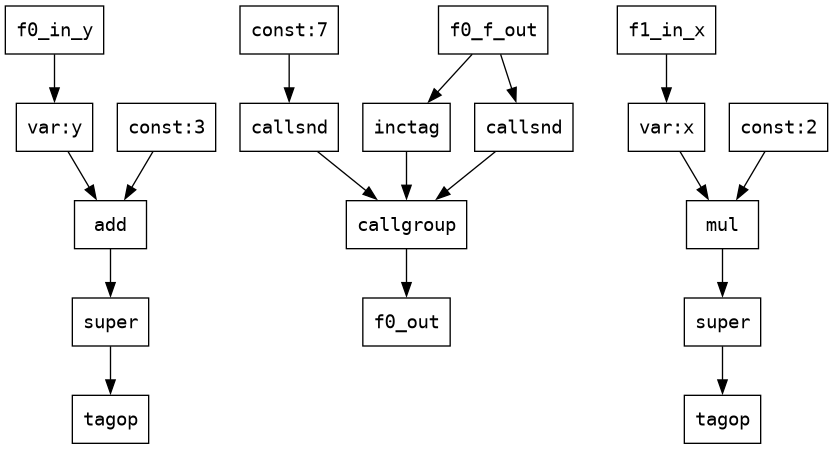 f0_in_y
const:7
f0_f_out
f1_in_x
var:y
const:3
callsnd
inctag
callsnd
var:x
const:2
add
callgroup
mul
super
f0_out
super
tagop
tagop